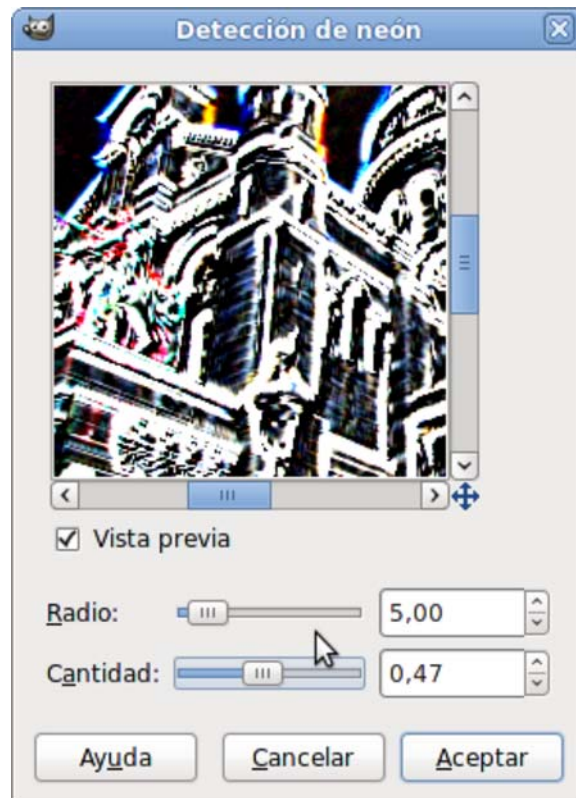 Detección de neón
Vista previa
Radio: 5,00
Cantidad: 0,47
Ayuda Cancelar Aceptar